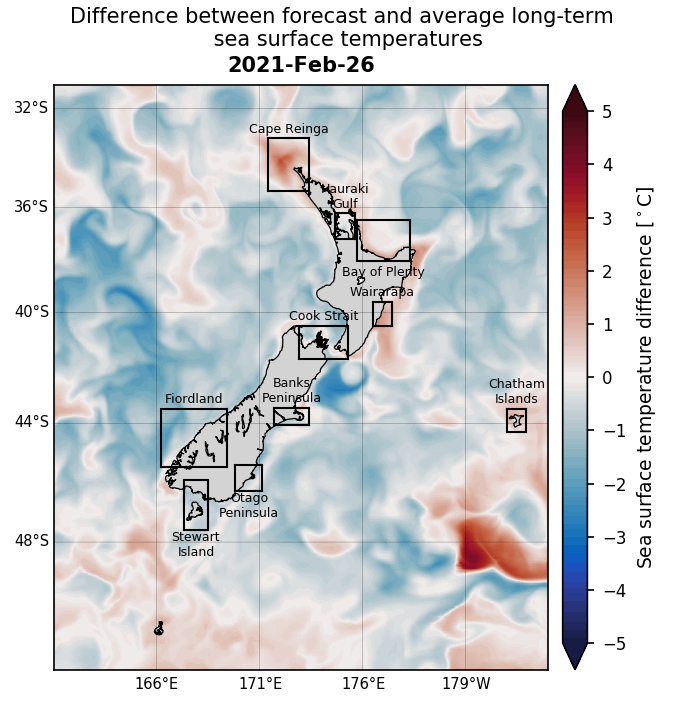 Difference between forecast and average long-term
sea surface temperatures
2021-Feb-26
32°S
36°S
40°S
44°S
48°S
166°E
171°E
176°E
179°W
Cape Reinga
Hauraki
Gulf
Bay of Plenty
Wairarapa
Cook Strait
Banks
Peninsula
Fiordland
Chatham
Islands
Otago
Peninsula
Stewart
Island
5
4
3
2
1
0
−1
−2
−3
−4
−5
Sea surface temperature difference [°C]